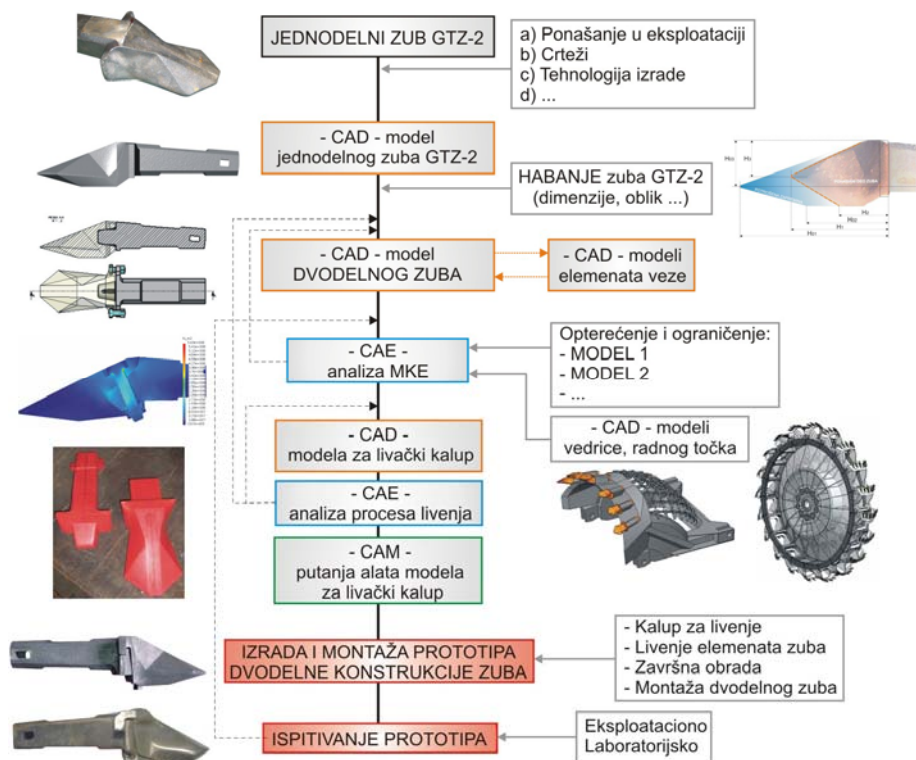 JEDNODELNI ZUB GTZ-2
a) Ponašanje u eksploataciji
b) Crteži
c) Tehnologija izrade
d) ...
- CAD - model
jednodelnog zuba GTZ-2
HABANJE zuba GTZ-2
(dimenzije, oblik ...)
- CAD - model
DVODELNOG ZUBA
- CAD - modeli
elemenata veze
- CAE -
analiza MKE
Opterećenje i ograničenje:
- MODEL 1
- MODEL 2
- ...
- CAD - modeli
vedrice, radnog točka
- CAD -
modela za livački kalup
- CAE -
analiza procesa livenja
- CAM -
putanja alata modela
za livački kalup
IZRADA I MONTAŽA PROTOTIPA
DVODELNE KONSTRUKCIJE ZUBA
- Kalup za livenje
- Livenje elemenata zuba
- Završna obrada
- Montaža dvodelnog zuba
ISPITIVANJE PROTOTIPA
Eksploataciono
Laboratorijsko